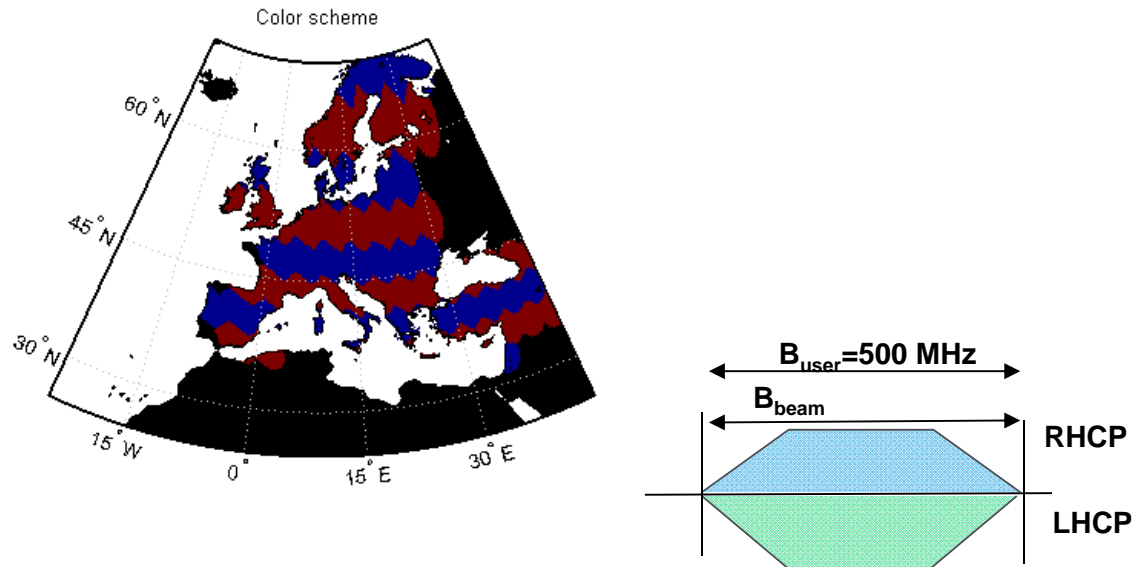 Color scheme
60°N
45°N
30°N
15°W
0°
15°E
30°E
B_user=500 MHz
B_beam
RHCP
LHCP